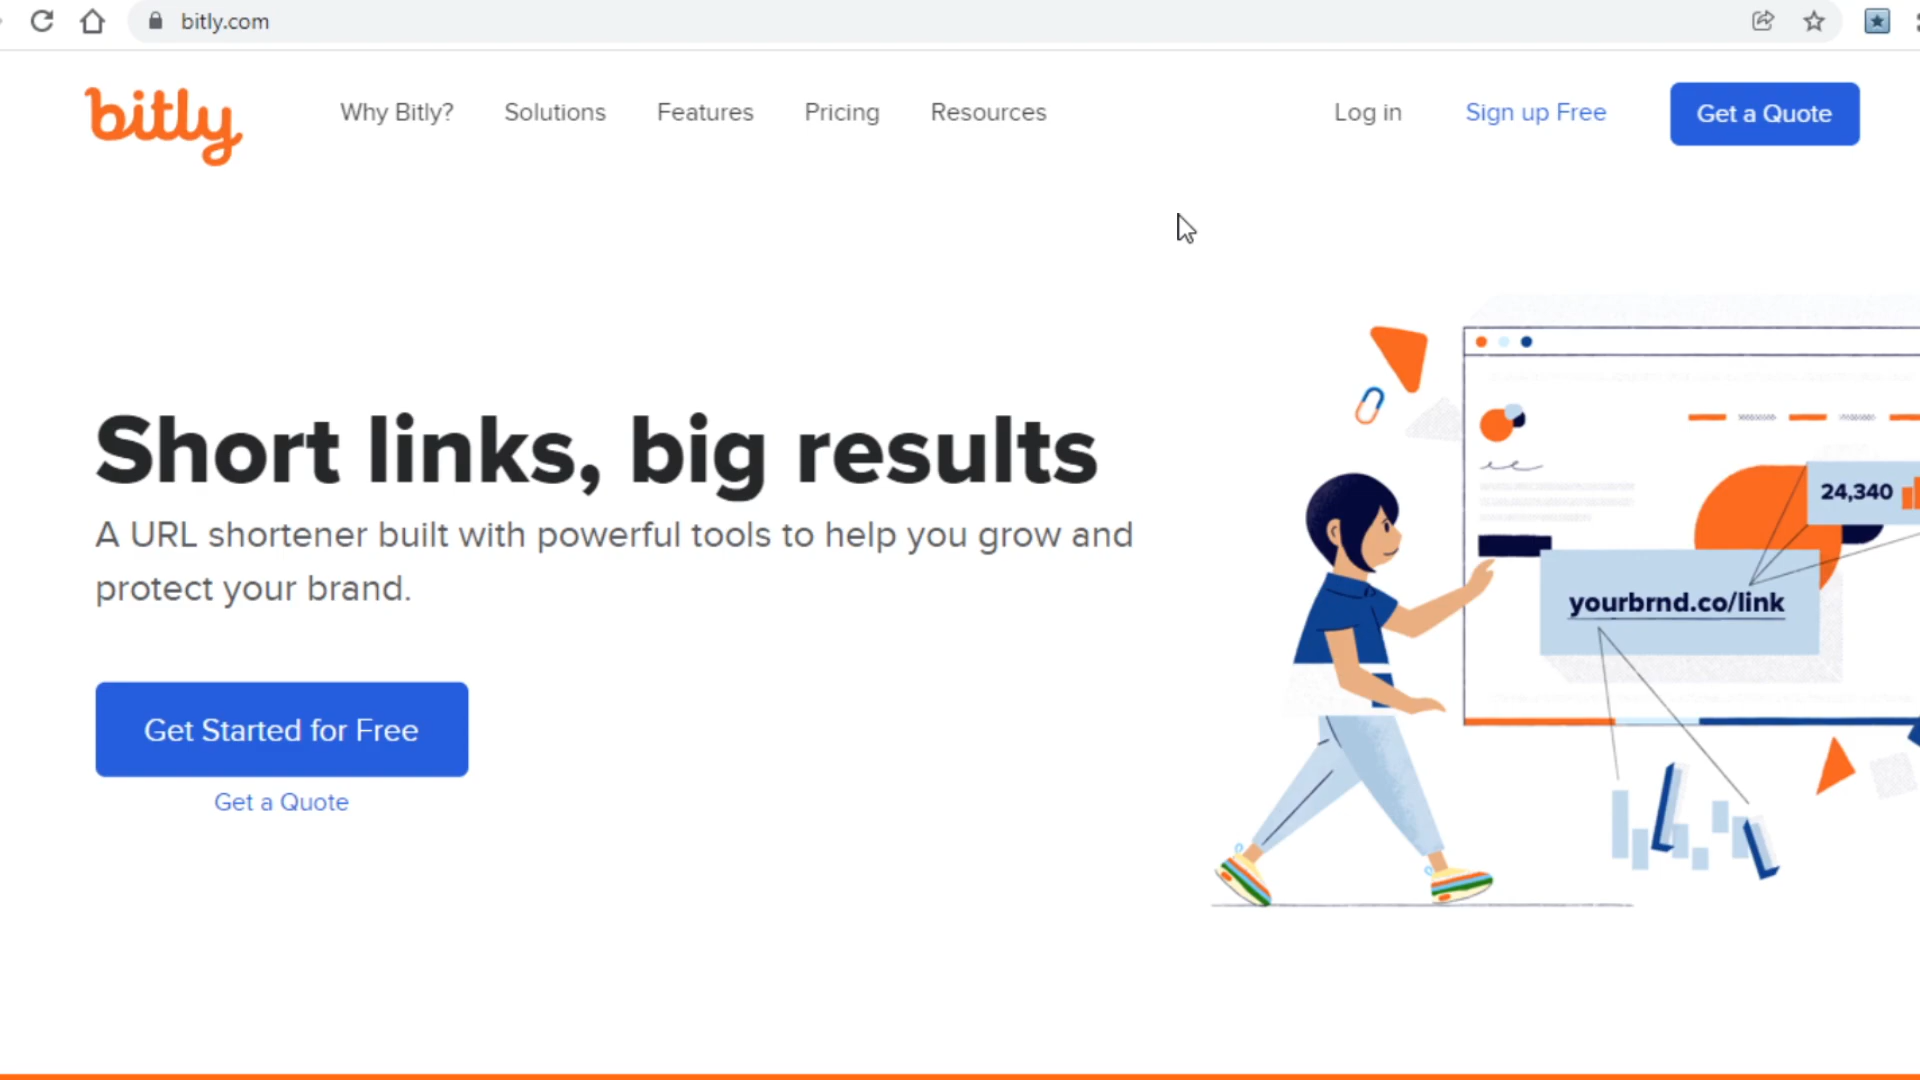 bitly.com
bitly
Why Bitly?
Solutions
Features
Pricing
Resources
Log in
Sign up Free
Get a Quote
Short links, big results
A URL shortener built with powerful tools to help you grow and
protect your brand.
Get Started for Free
Get a Quote
24,340
yourbrnd.co/link